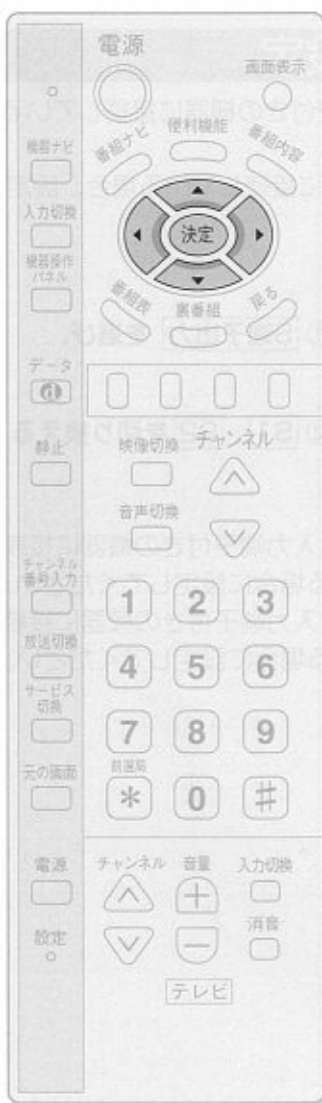 電源
画面表示
機器ナビ
番組ナビ 便利機能 番組内容
入力切換
決定
機器操作
パネル
番組表 裏番組 戻る
データ
d
静止
映像切換 チャンネル
音声切換
チャンネル
番号入力
1 2 3
放送切換
4 5 6
サービス
切換
7 8 9
元の画面
前選局
* 0 #
電源
チャンネル 音量 入力切換
+
設定
消音
−
テレビ